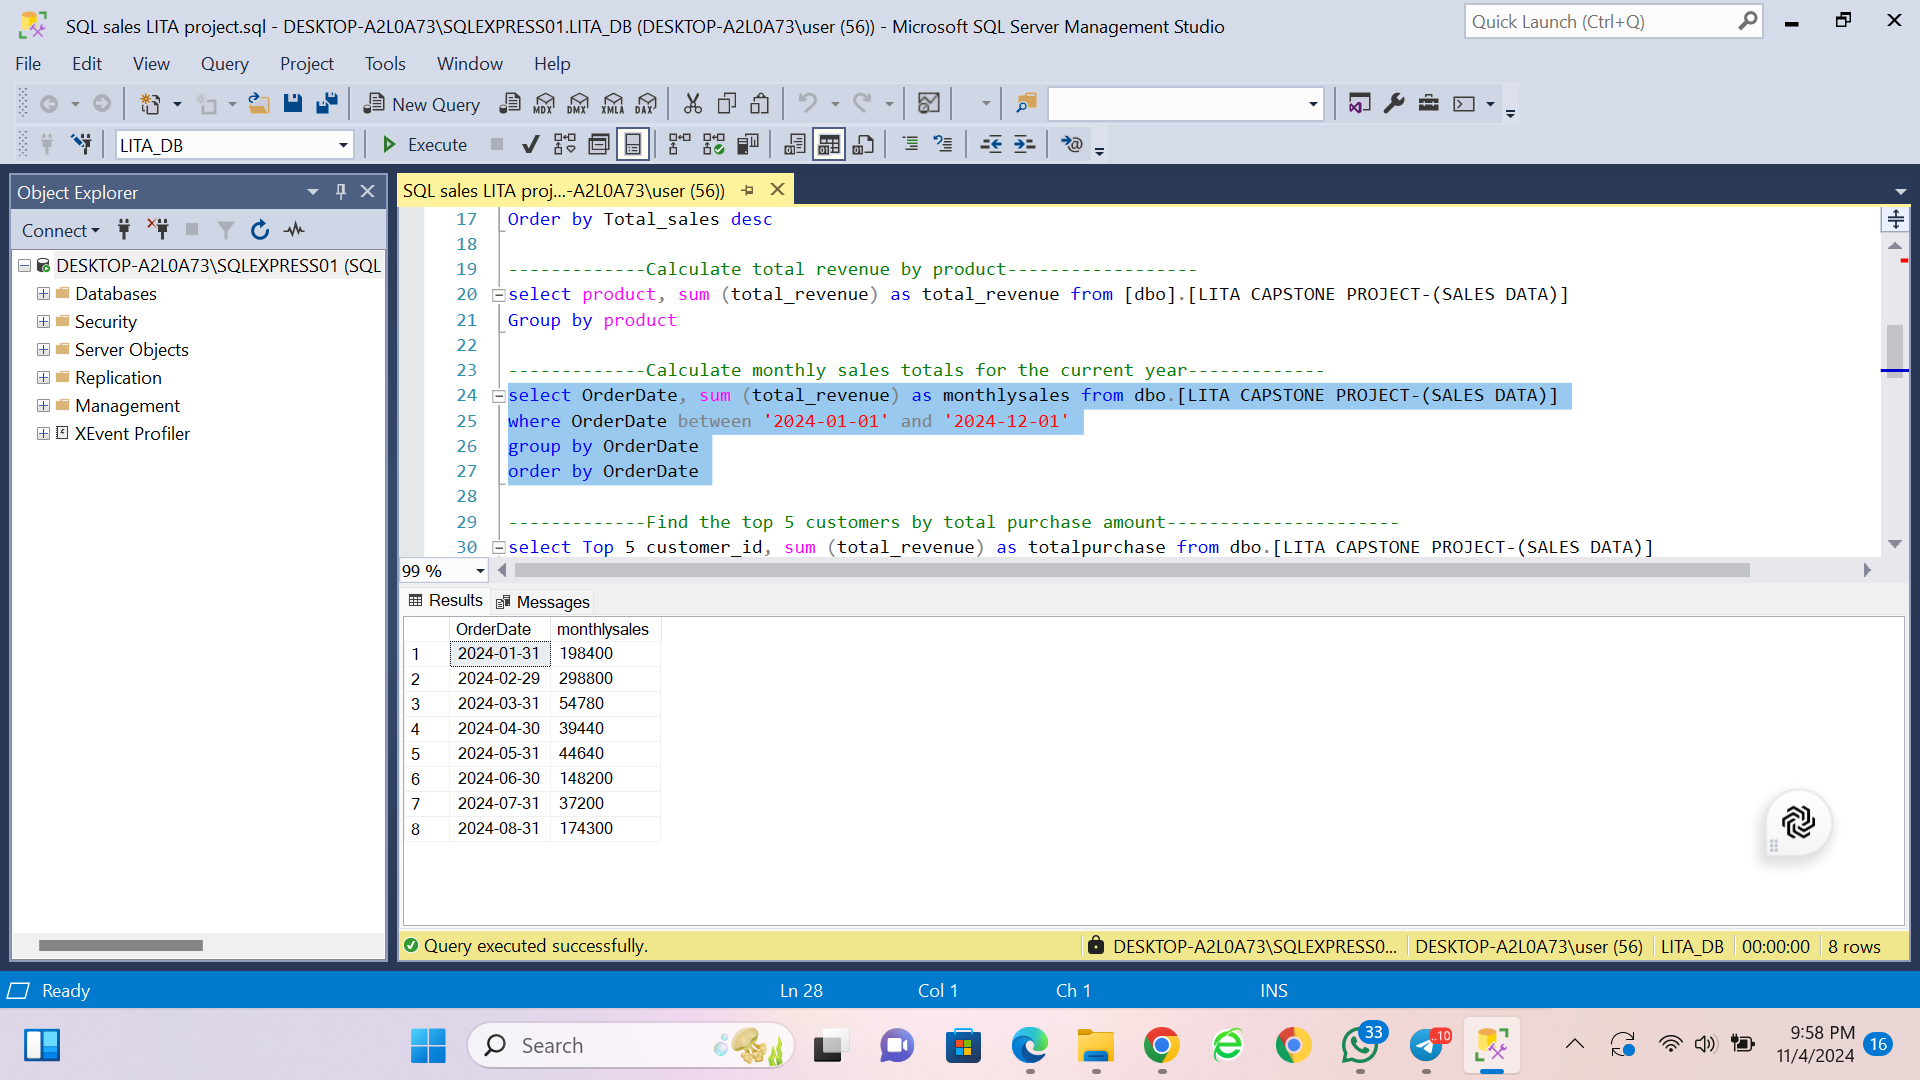 SQL sales LITA project.sql - DESKTOP-A2L0A73\SQLEXPRESS01.LITA_DB (DESKTOP-A2L0A73\user (56)) - Microsoft SQL Server Management Studio
Quick Launch (Ctrl+Q)
File Edit View Query Project Tools Window Help
New Query MDX DMX XMLA DAX
LITA_DB Execute
Object Explorer
SQL sales LITA proj...-A2L0A73\user (56))
Connect
DESKTOP-A2L0A73\SQLEXPRESS01 (SQL
Databases
Security
Server Objects
Replication
Management
XEvent Profiler
17 Order by Total_sales desc
18
19 -------------Calculate total revenue by product------------------
20 select product, sum (total_revenue) as total_revenue from [dbo].[LITA CAPSTONE PROJECT-(SALES DATA)]
21 Group by product
22
23 -------------Calculate monthly sales totals for the current year-------------
24 select OrderDate, sum (total_revenue) as monthlysales from dbo.[LITA CAPSTONE PROJECT-(SALES DATA)]
25 where OrderDate between '2024-01-01' and '2024-12-01'
26 group by OrderDate
27 order by OrderDate
28
29 -------------Find the top 5 customers by total purchase amount----------------------
30 select Top 5 customer_id, sum (total_revenue) as totalpurchase from dbo.[LITA CAPSTONE PROJECT-(SALES DATA)]
99 %
Results Messages
OrderDate monthlysales
1 2024-01-31 198400
2 2024-02-29 298800
3 2024-03-31 54780
4 2024-04-30 39440
5 2024-05-31 44640
6 2024-06-30 148200
7 2024-07-31 37200
8 2024-08-31 174300
Query executed successfully. DESKTOP-A2L0A73\SQLEXPRESS0... DESKTOP-A2L0A73\user (56) LITA_DB 00:00:00 8 rows
Ready Ln 28 Col 1 Ch 1 INS
Search 33 ..10 9:58 PM 16
11/4/2024